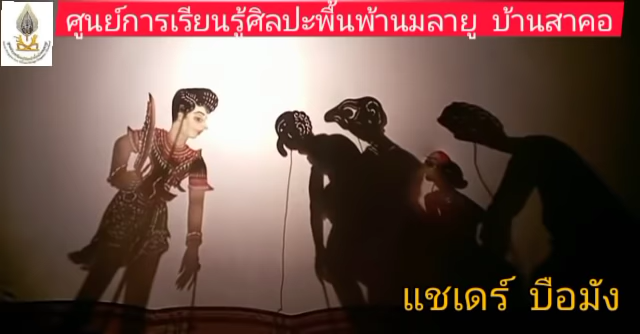 ศูนย์การเรียนรู้ศิลปะพื้นพ้านมลายู บ้านสาคอ
แชเดร์ บือมัง